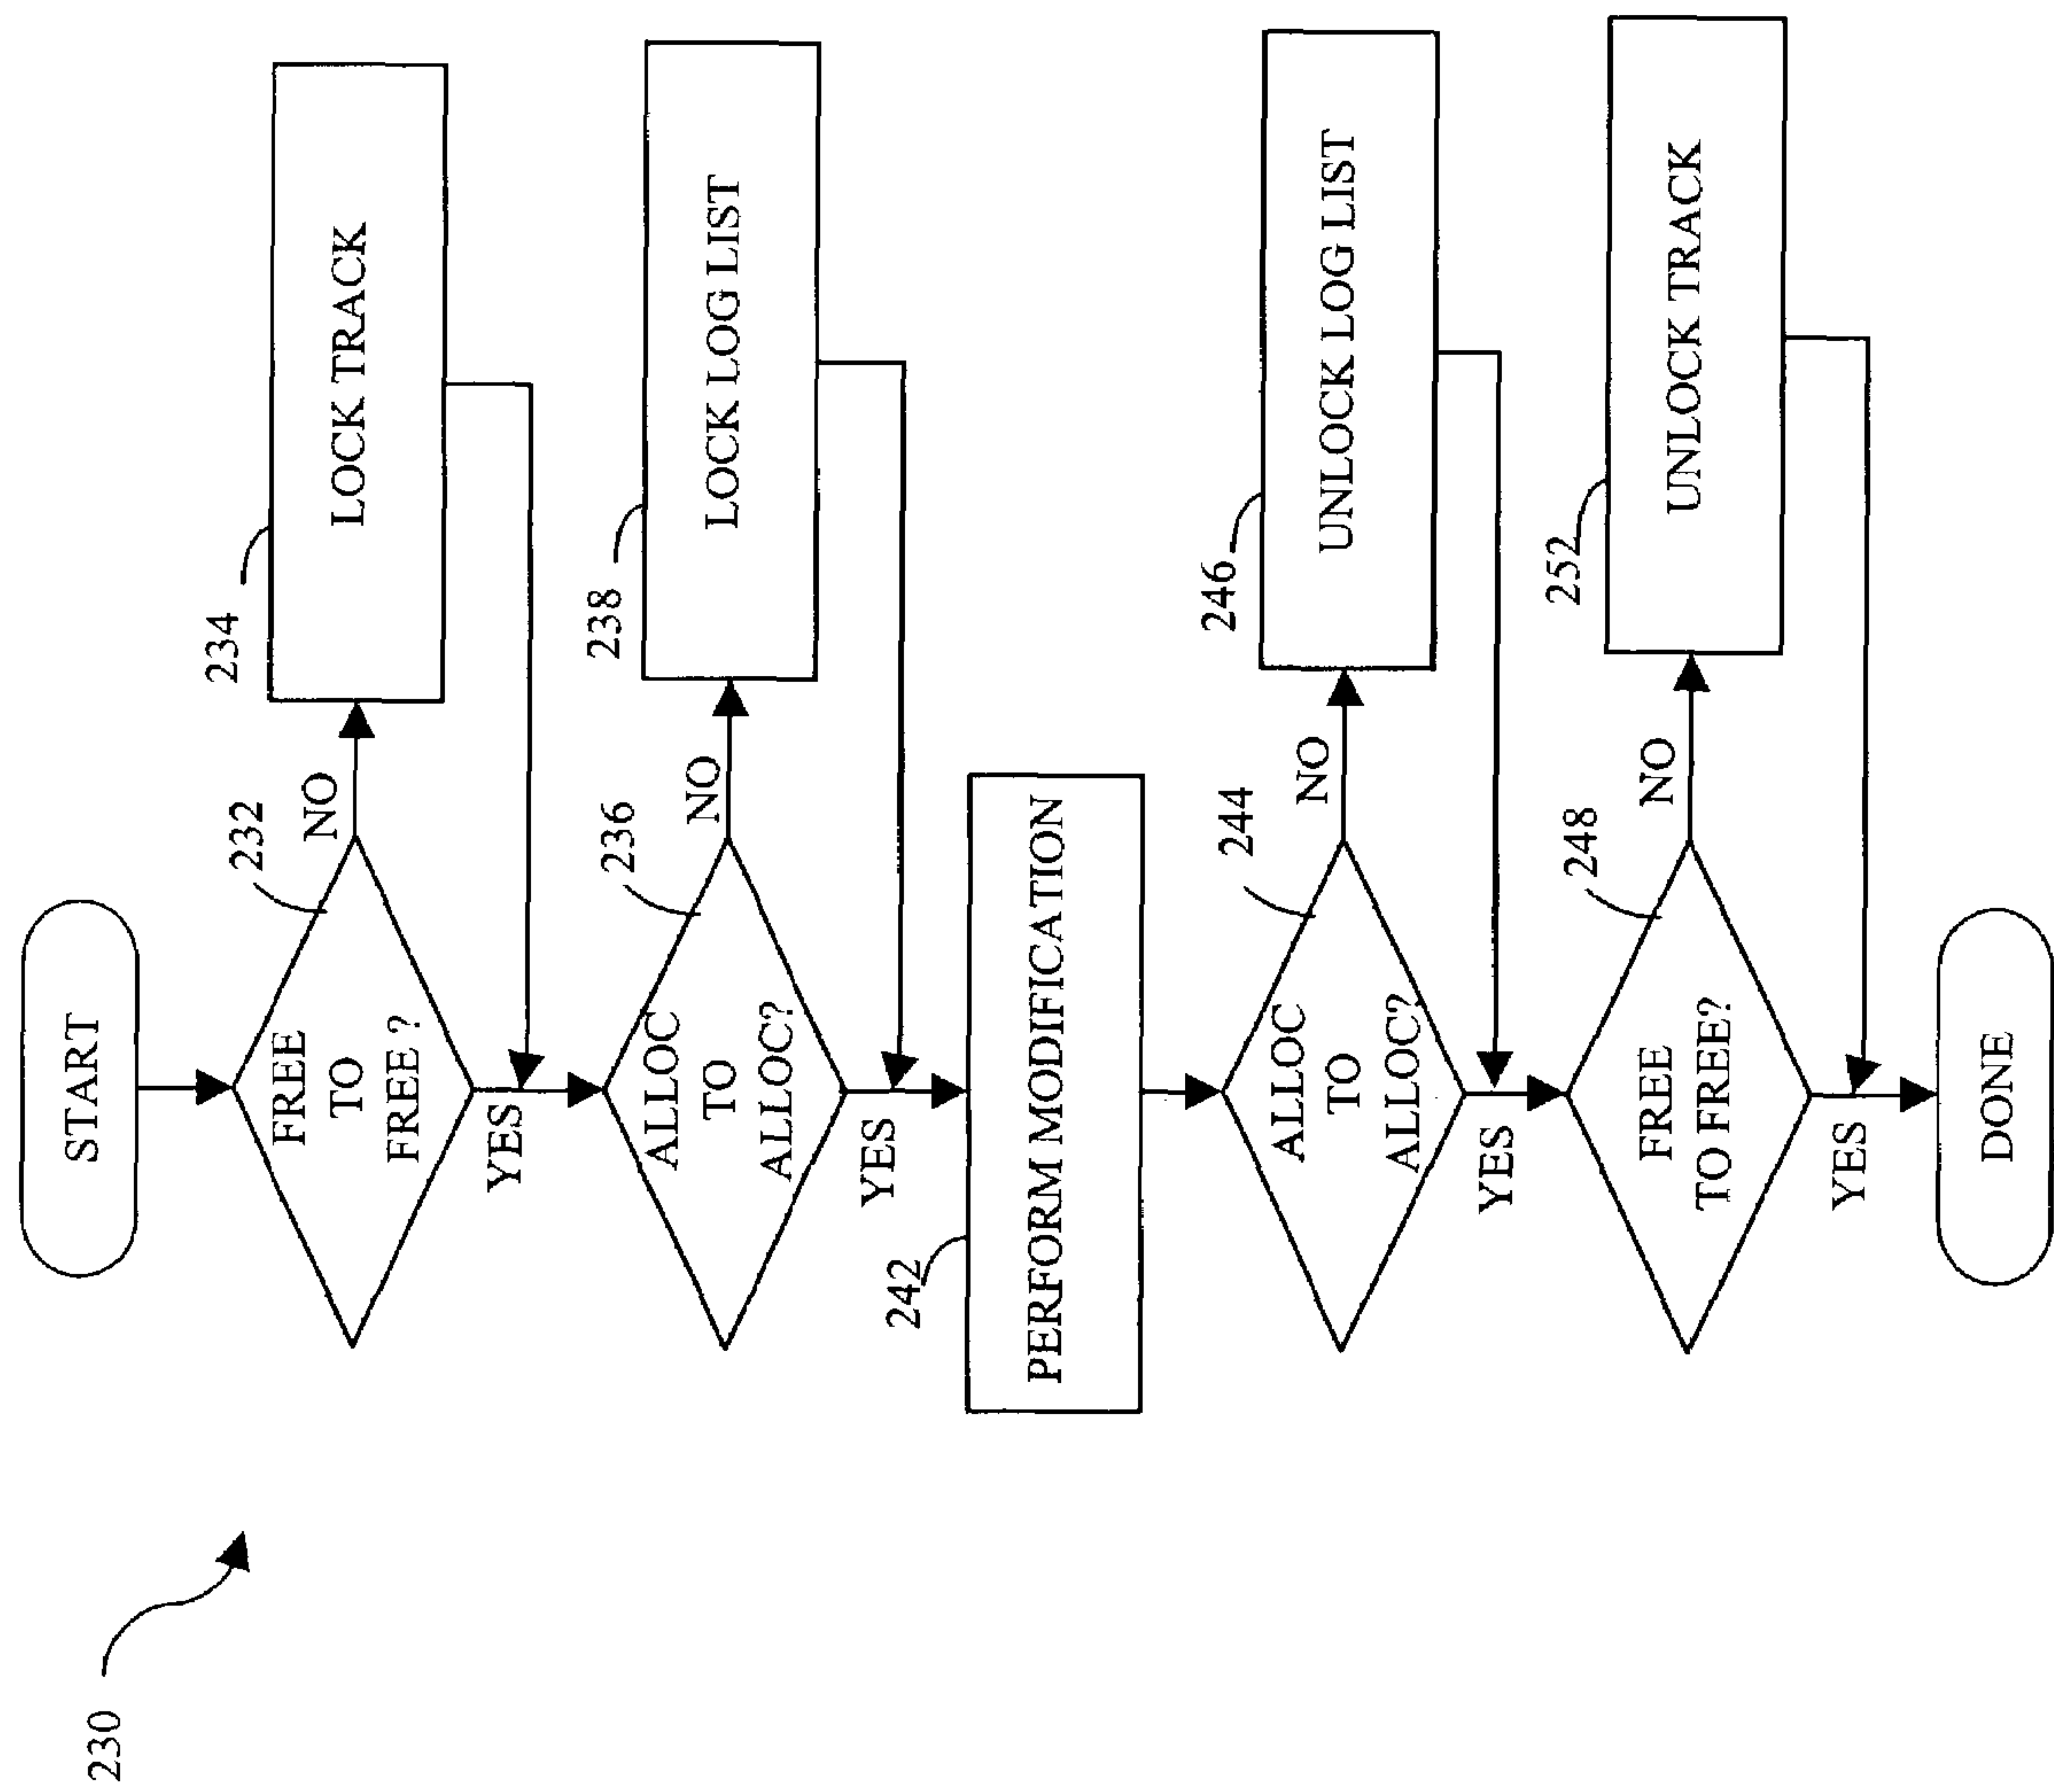 230
START
232
FREE
TO
FREE ?
NO
234
LOCK TRACK
YES
236
ALLOC
TO
ALLOC?
NO
238
LOCK LOG LIST
YES
242
PERFORM MODIFICATION
244
ALLOC
TO
ALLOC?
NO
246
UNLOCK LOG LIST
YES
248
FREE
TO FREE?
NO
252
UNLOCK TRACK
YES
DONE